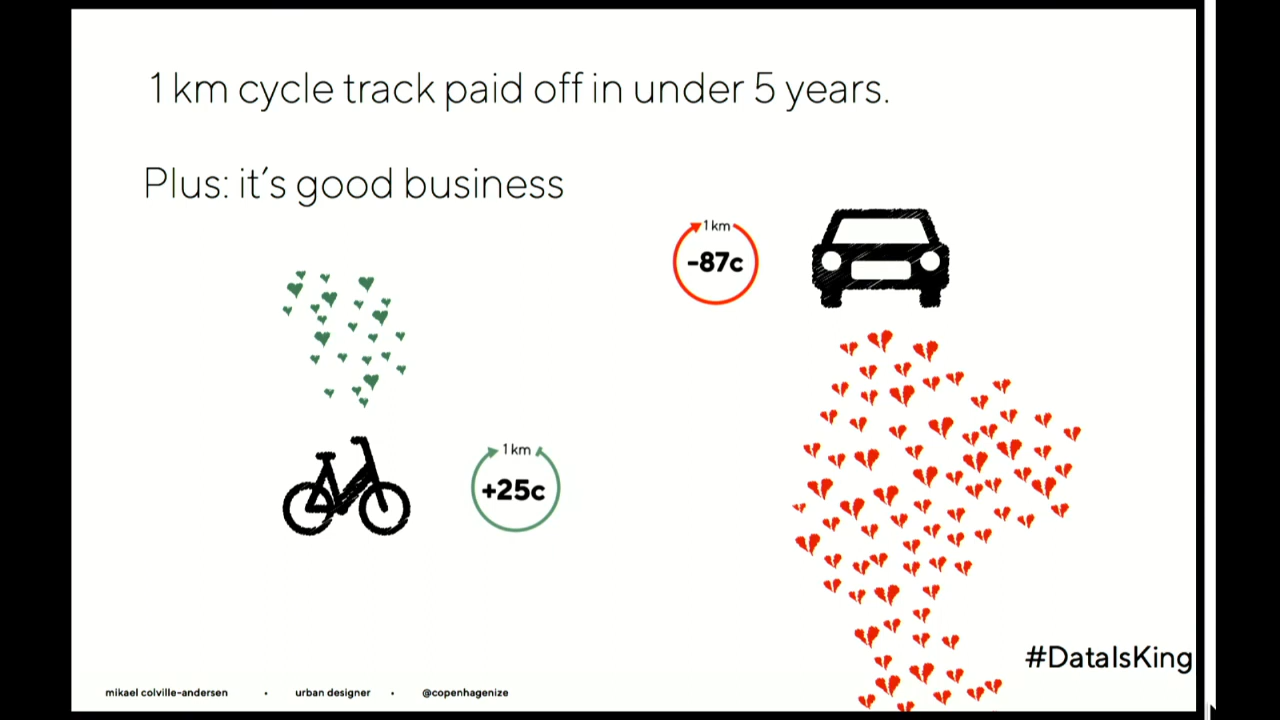 1 km cycle track paid off in under 5 years.
Plus: it's good business
1 km
-87c
1 km
+25c
#DataIsKing
mikael colville-andersen · urban designer · @copenhagenize